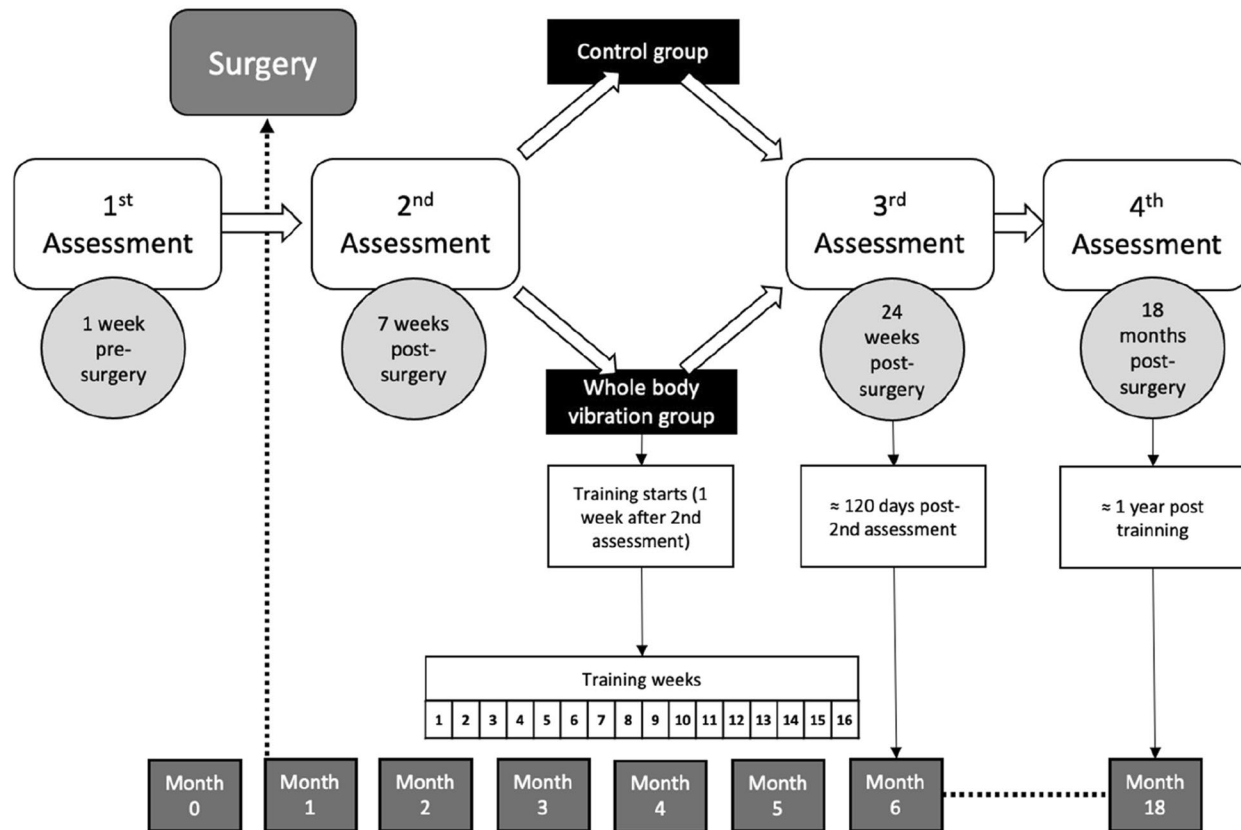 Surgery
Control group
1st
Assessment
2nd
Assessment
3rd
Assessment
4th
Assessment
1 week
pre-
surgery
7 weeks
post-
surgery
24
weeks
post-
surgery
18
months
post-
surgery
Whole body
vibration group
Training starts (1
week after 2nd
assessment)
≈ 120 days post-
2nd assessment
≈ 1 year post
trainning
Training weeks
1 2 3 4 5 6 7 8 9 10 11 12 13 14 15 16
Month
0
Month
1
Month
2
Month
3
Month
4
Month
5
Month
6
Month
18